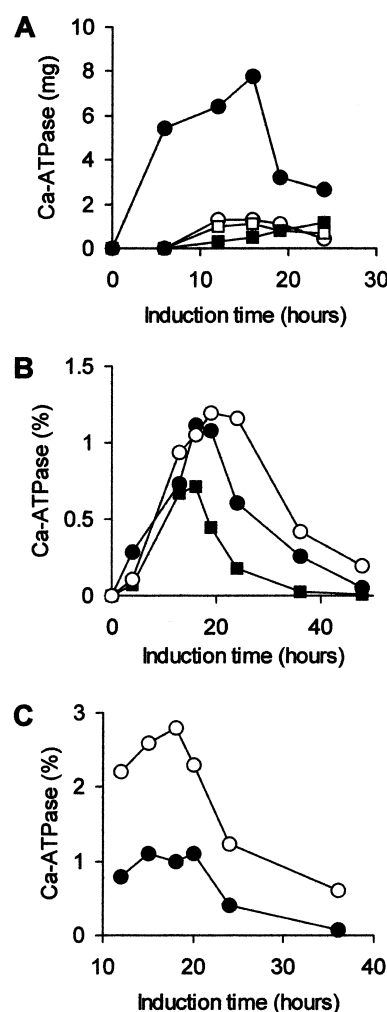 A
10
8
6
4
2
0
Ca-ATPase (mg)
0 10 20 30
Induction time (hours)
B
1.5
1
0.5
0
Ca-ATPase (%)
0 20 40
Induction time (hours)
C
3
2
1
0
Ca-ATPase (%)
10 20 30 40
Induction time (hours)